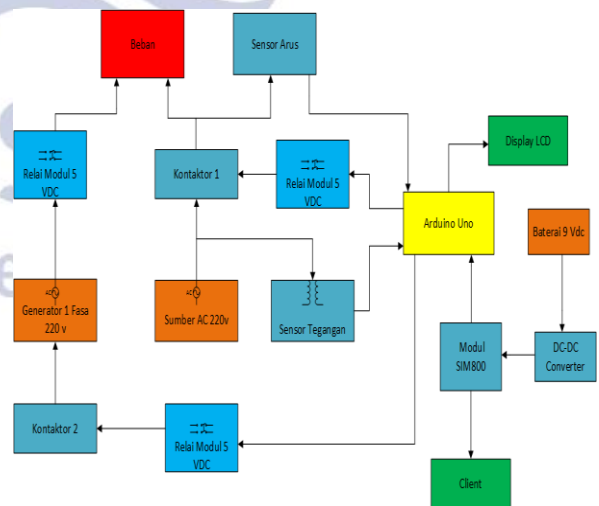 Beban
Sensor Arus
Relai Modul 5
VDC
Kontaktor 1
Relai Modul 5
VDC
Display LCD
Arduino Uno
Baterai 9 Vdc
AC
Generator 1 Fasa
220 v
AC
Sumber AC 220v
Sensor Tegangan
Modul
SIM800
DC-DC
Converter
Kontaktor 2
Relai Modul 5
VDC
Client